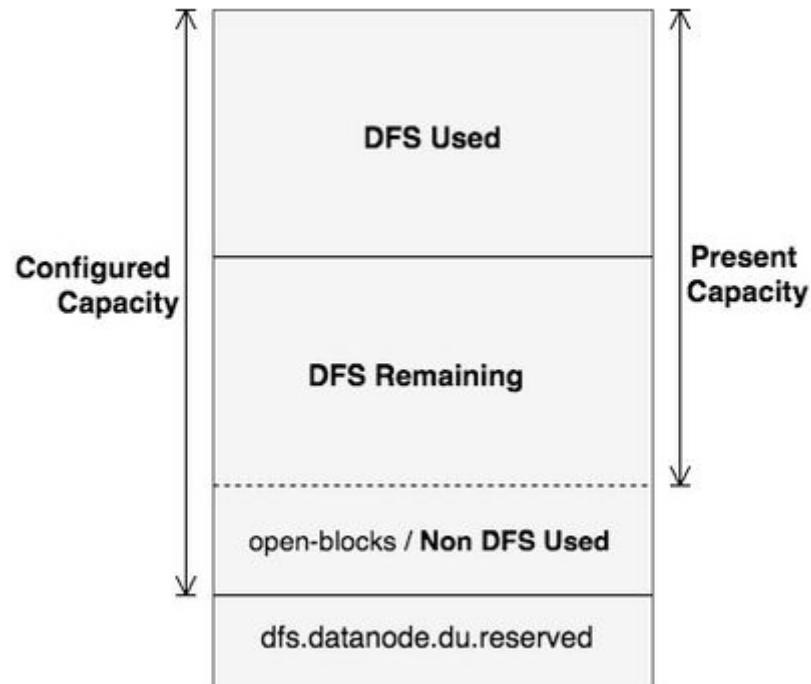 DFS Used
Configured
Capacity
Present
Capacity
DFS Remaining
open-blocks / Non DFS Used
dfs.datanode.du.reserved